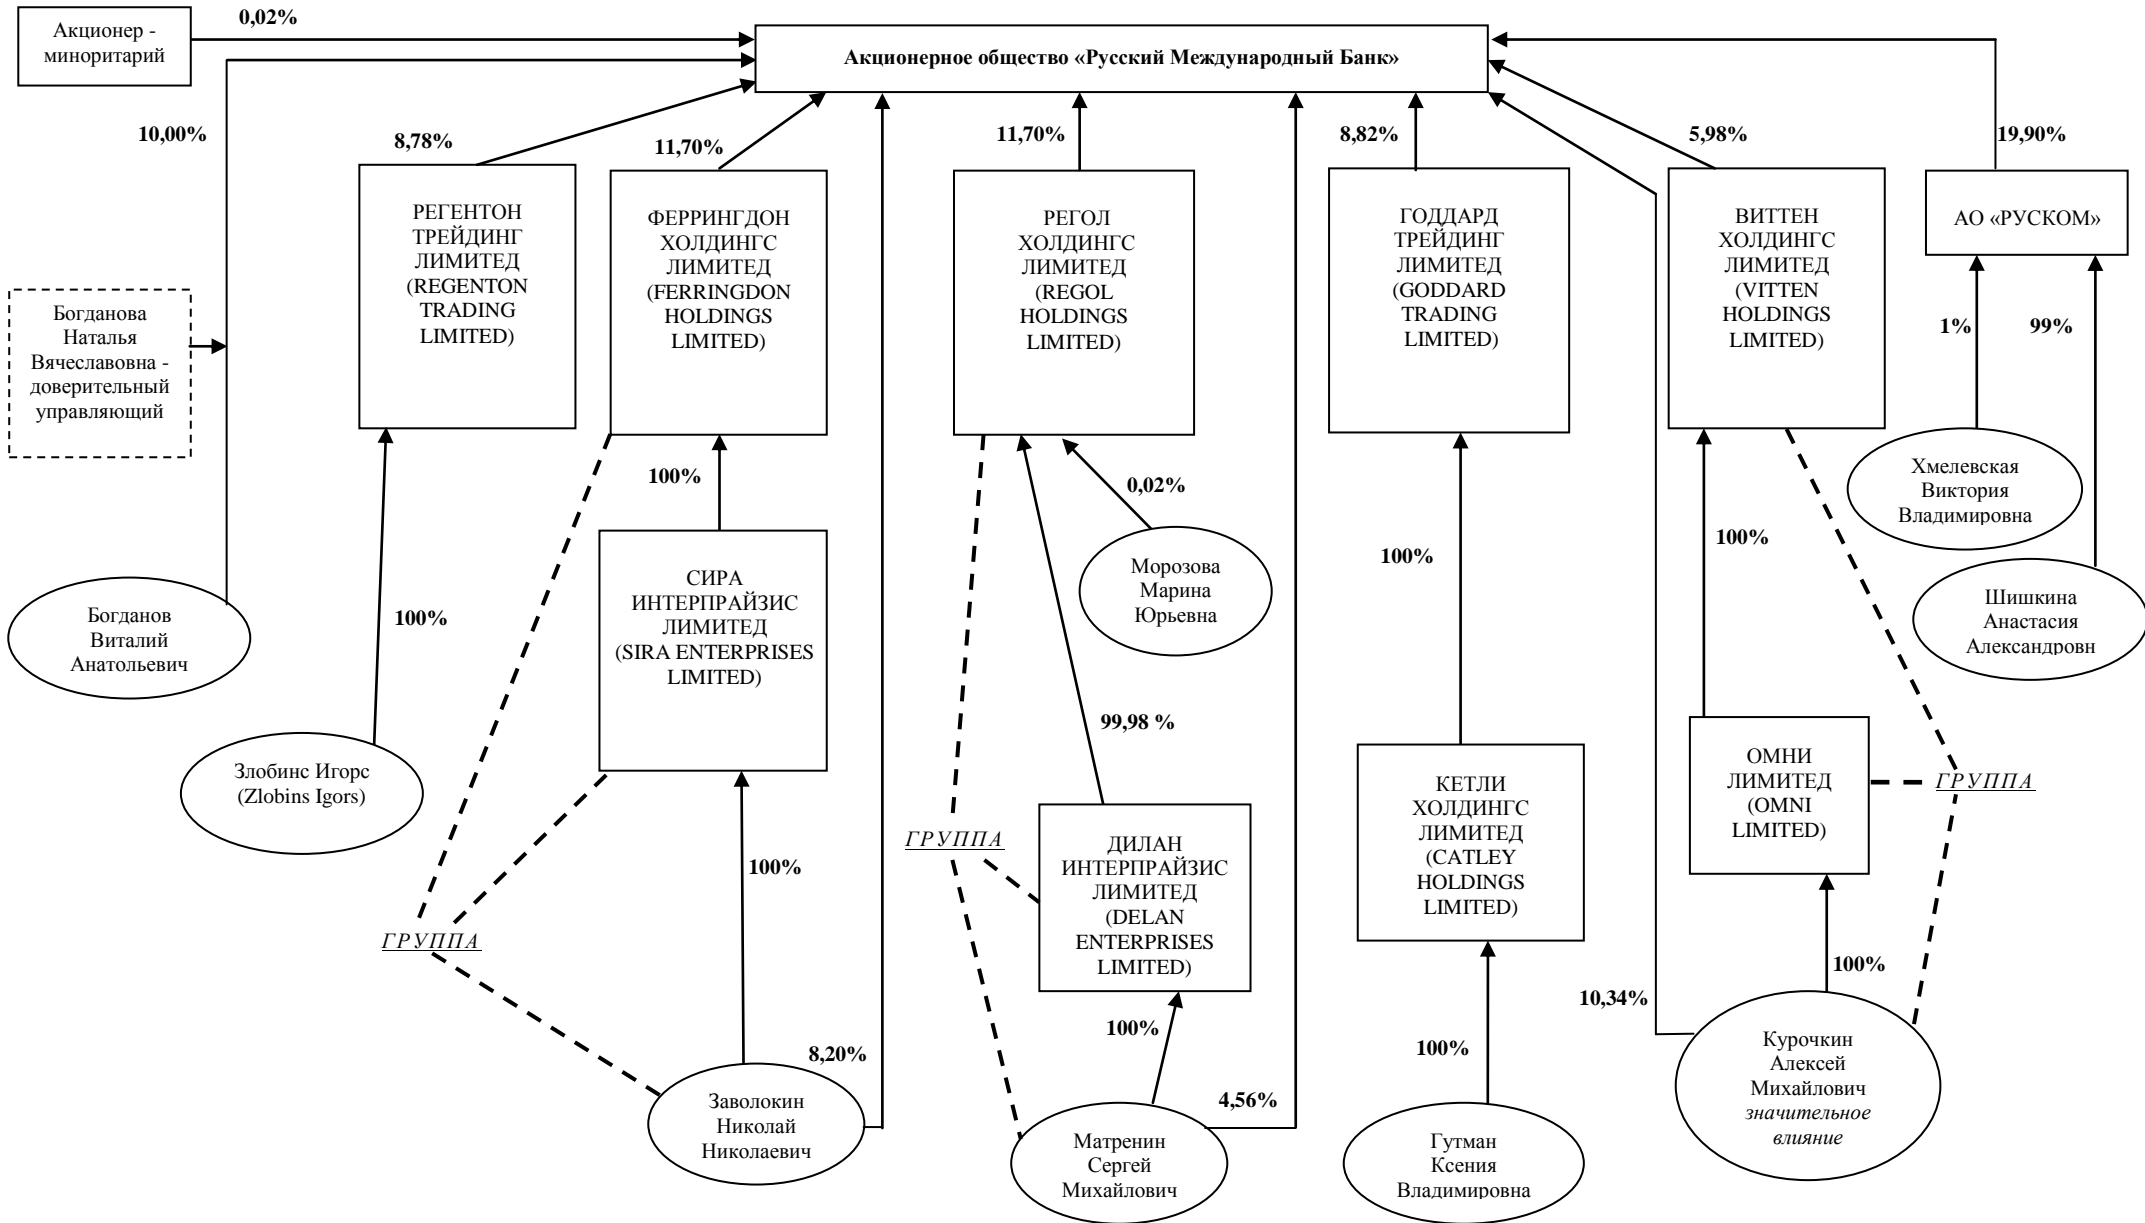 0,02%
Акционер -
миноритарий
Акционерное общество «Русский Международный Банк»
10,00%
8,78%
11,70%
11,70%
8,82%
5,98%
19,90%
РЕГЕНТОН
ТРЕЙДИНГ
ЛИМИТЕД
(REGENTON
TRADING
LIMITED)
ФЕРРИНГДОН
ХОЛДИНГС
ЛИМИТЕД
(FERRINGDON
HOLDINGS
LIMITED)
РЕГОЛ
ХОЛДИНГС
ЛИМИТЕД
(REGOL
HOLDINGS
LIMITED)
ГОДДАРД
ТРЕЙДИНГ
ЛИМИТЕД
(GODDARD
TRADING
LIMITED)
ВИТТЕН
ХОЛДИНГС
ЛИМИТЕД
(VITTEN
HOLDINGS
LIMITED)
АО «РУСКОМ»
Богданова
Наталья
Вячеславовна -
доверительный
управляющий
1%
99%
100%
0,02%
Хмелевская
Виктория
Владимировна
100%
100%
СИРА
ИНТЕРПРАЙЗИС
ЛИМИТЕД
(SIRA ENTERPRISES
LIMITED)
Морозова
Марина
Юрьевна
Шишкина
Анастасия
Александровн
Богданов
Виталий
Анатольевич
100%
99,98 %
Злобинс Игорс
(Zlobins Igors)
КЕТЛИ
ХОЛДИНГС
ЛИМИТЕД
(CATLEY
HOLDINGS
LIMITED)
ОМНИ
ЛИМИТЕД
(OMNI
LIMITED)
ГРУППА
ГРУППА
ДИЛАН
ИНТЕРПРАЙЗИС
ЛИМИТЕД
(DELAN
ENTERPRISES
LIMITED)
100%
ГРУППА
100%
10,34%
100%
100%
8,20%
4,56%
Заволокин
Николай
Николаевич
Матренин
Сергей
Михайлович
Гутман
Ксения
Владимировна
Курочкин
Алексей
Михайлович
значительное
влияние